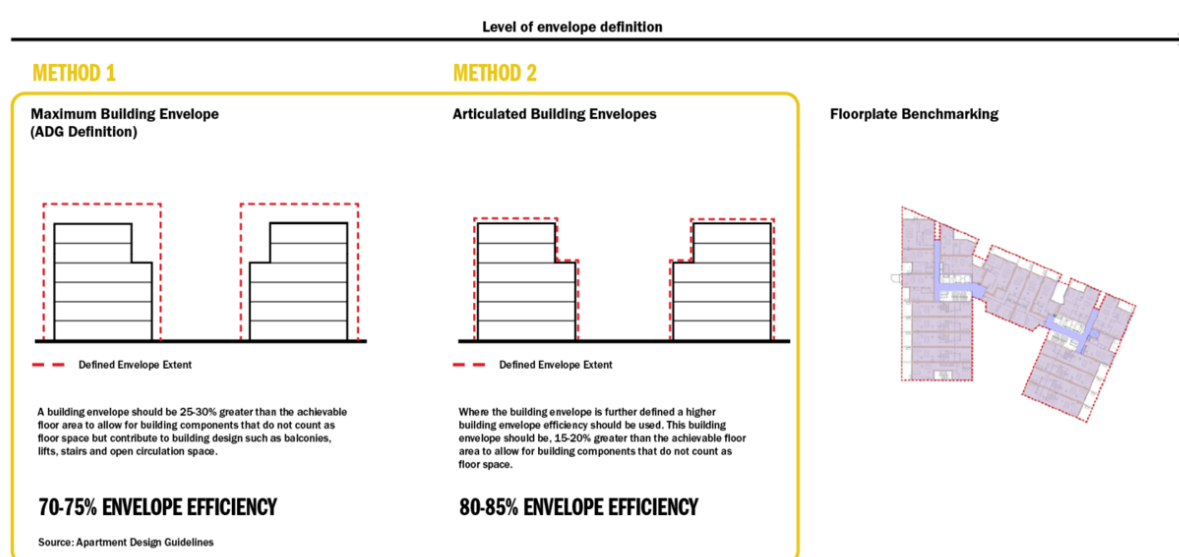 Level of envelope definition
METHOD 1
Maximum Building Envelope
(ADG Definition)
Defined Envelope Extent
A building envelope should be 25-30% greater than the achievable
floor area to allow for building components that do not count as
floor space but contribute to building design such as balconies,
lifts, stairs and open circulation space.
70-75% ENVELOPE EFFICIENCY
Source: Apartment Design Guidelines
METHOD 2
Articulated Building Envelopes
Defined Envelope Extent
Where the building envelope is further defined a higher
building envelope efficiency should be used. This building
envelope should be, 15-20% greater than the achievable floor
area to allow for building components that do not count as
floor space.
80-85% ENVELOPE EFFICIENCY
Floorplate Benchmarking